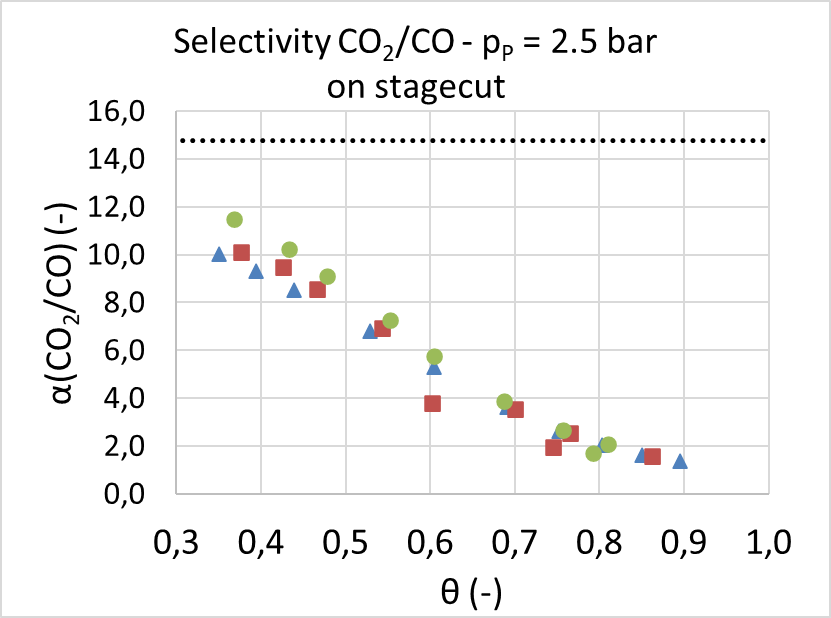 Selectivity CO₂/CO - pₚ = 2.5 bar
on stagecut
16,0
14,0
12,0
10,0
8,0
6,0
4,0
2,0
0,0
α(CO₂/CO) (-)
0,3 0,4 0,5 0,6 0,7 0,8 0,9 1,0
θ (-)